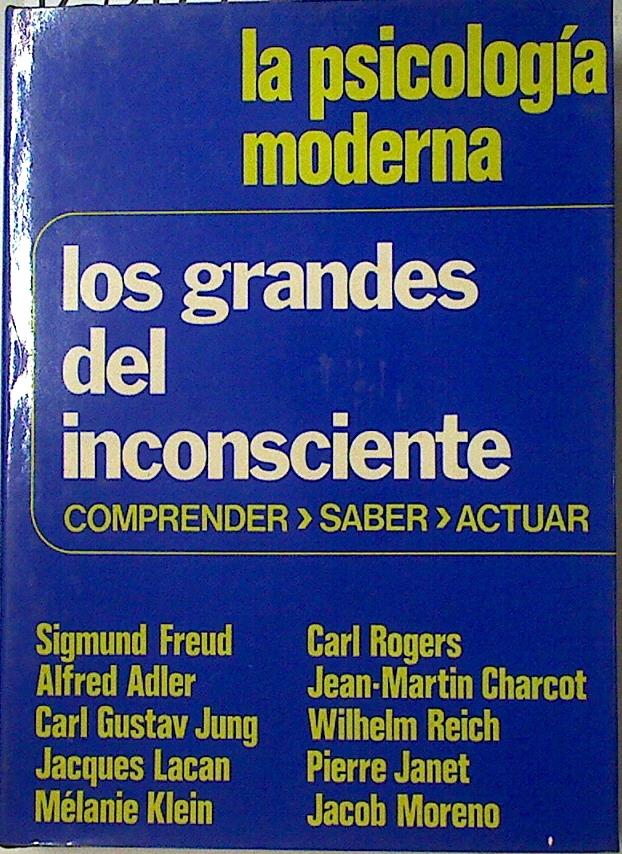 la psicología
moderna
los grandes
del
inconsciente
COMPRENDER › SABER › ACTUAR
Sigmund Freud
Alfred Adler
Carl Gustav Jung
Jacques Lacan
Mélanie Klein
Carl Rogers
Jean-Martin Charcot
Wilhelm Reich
Pierre Janet
Jacob Moreno